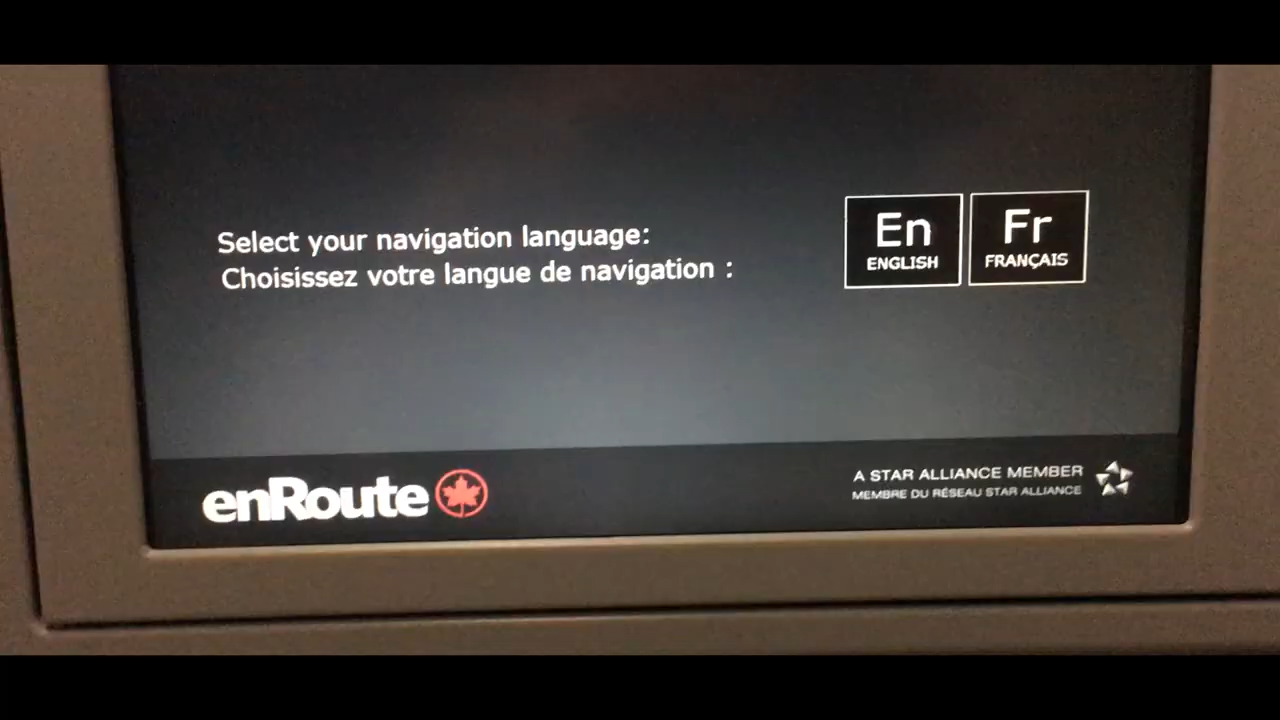 Select your navigation language:
Choisissez votre langue de navigation :
En
ENGLISH
Fr
FRANÇAIS
enRoute
A STAR ALLIANCE MEMBER
MEMBRE DU RÉSEAU STAR ALLIANCE